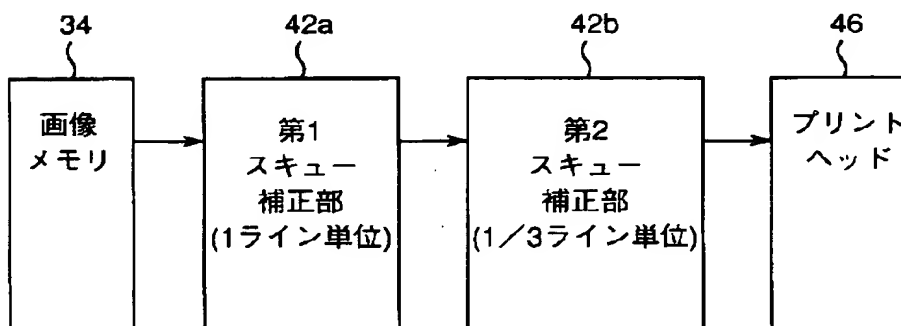 34
42a
42b
46
画像
メモリ
第1
スキュー
補正部
(1ライン単位)
第2
スキュー
補正部
(1／3ライン単位)
プリント
ヘッド